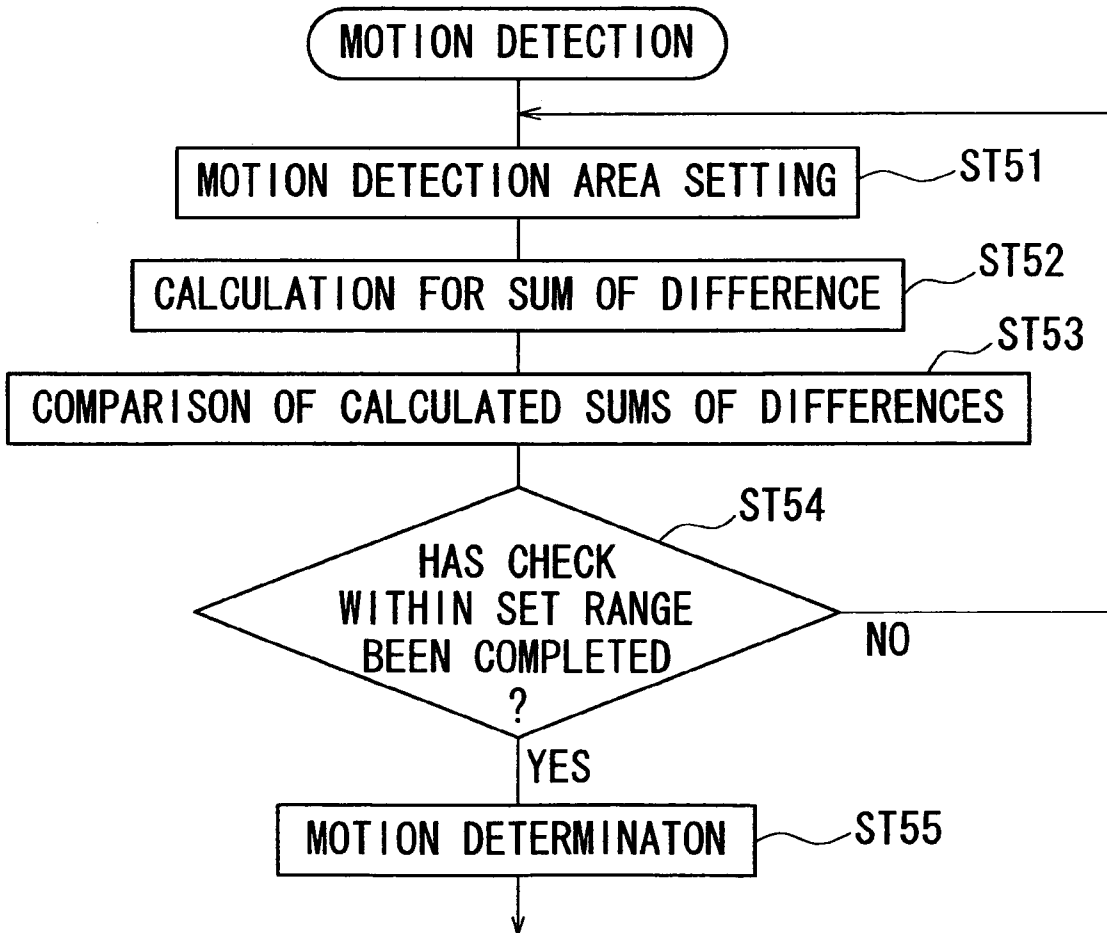 MOTION DETECTION
MOTION DETECTION AREA SETTING
ST51
CALCULATION FOR SUM OF DIFFERENCE
ST52
COMPARISON OF CALCULATED SUMS OF DIFFERENCES
ST53
HAS CHECK
WITHIN SET RANGE
BEEN COMPLETED
?
ST54
NO
YES
MOTION DETERMINATON
ST55